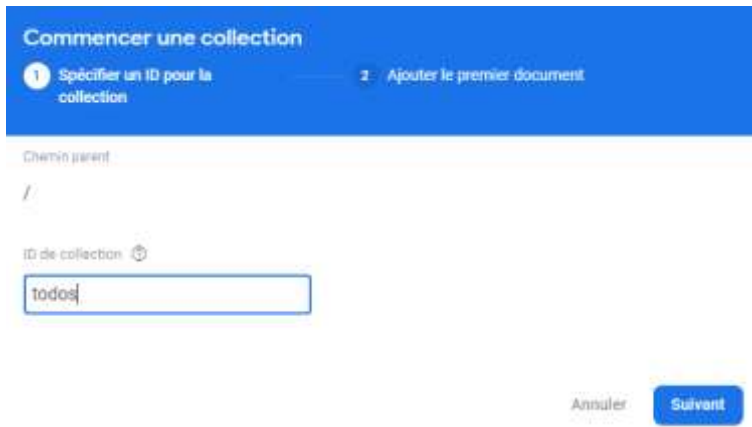 Commencer une collection
1 Spécifier un ID pour la 2 Ajouter le premier document
collection
Chemin parent
/
ID de collection
todos
Annuler Suivant